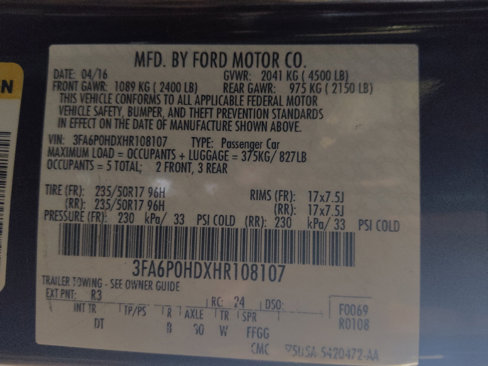 MFD. BY FORD MOTOR CO.
DATE: 04/16 GVWR: 2041 KG ( 4500 LB)
FRONT GAWR: 1089 KG ( 2400 LB) REAR GAWR: 975 KG ( 2150 LB)
THIS VEHICLE CONFORMS TO ALL APPLICABLE FEDERAL MOTOR
VEHICLE SAFETY, BUMPER, AND THEFT PREVENTION STANDARDS
IN EFFECT ON THE DATE OF MANUFACTURE SHOWN ABOVE.
VIN: 3FA6P0HDXHR108107 TYPE: Passenger Car
MAXIMUM LOAD = OCCUPANTS + LUGGAGE = 375KG/ 827LB
OCCUPANTS = 5 TOTAL; 2 FRONT, 3 REAR
TIRE (FR): 235/50R17 96H RIMS (FR): 17x7.5J
(RR): 235/50R17 96H (RR): 17x7.5J
PRESSURE (FR): 230 kPa/ 33 PSI COLD (RR): 230 kPa/ 33 PSI COLD
3FA6P0HDXHR108107
TRAILER TOWING - SEE OWNER GUIDE
EXT PNT: R3 RC: 24 DSO: F0069
INT TR TP/PS R AXLE TR SPR R0108
DT W FFGG
CMC 5420472-AA
N